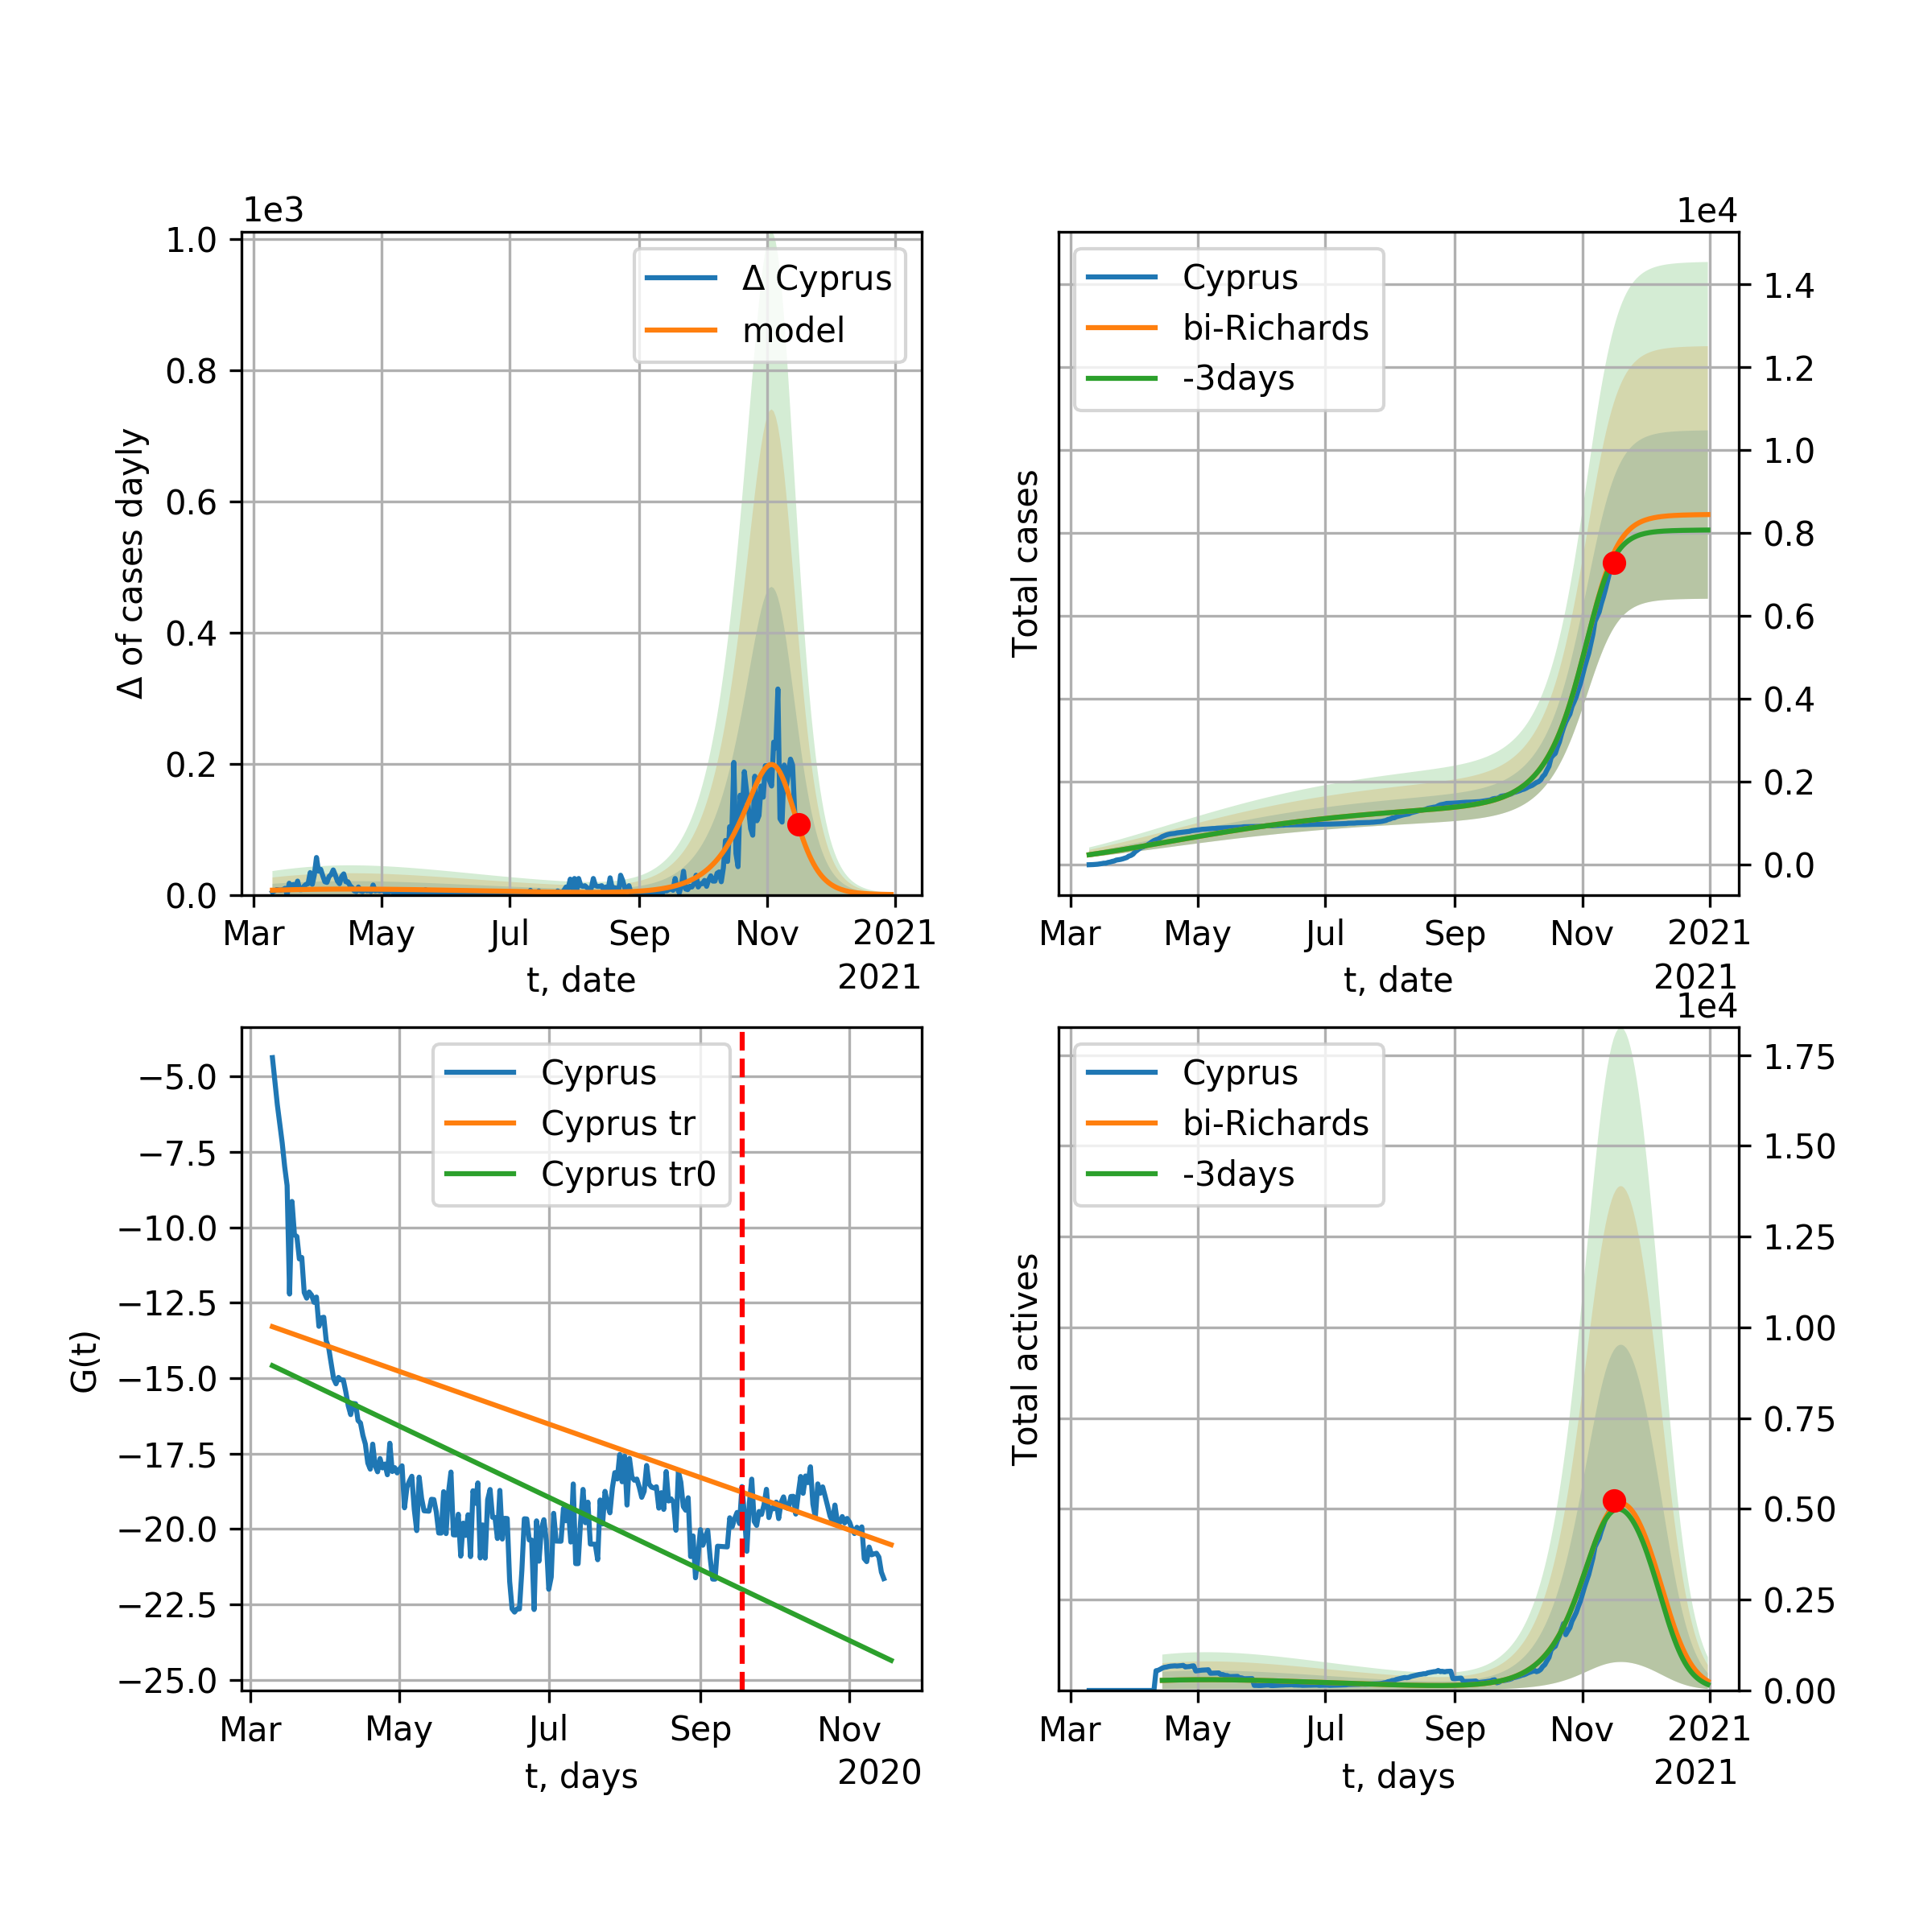 1e3
1.0
0.8
0.6
0.4
0.2
0.0
Δ of cases dayly
Δ Cyprus
model
Mar May Jul Sep Nov 2021
t, date
2021
1e4
Cyprus
bi-Richards
-3days
Total cases
1.4
1.2
1.0
0.8
0.6
0.4
0.2
0.0
Mar May Jul Sep Nov 2021
t, date
2021
−5.0
−7.5
−10.0
−12.5
−15.0
−17.5
−20.0
−22.5
−25.0
G(t)
Cyprus
Cyprus tr
Cyprus tr0
Mar May Jul Sep Nov
t, days
2020
1e4
Cyprus
bi-Richards
-3days
Total actives
1.75
1.50
1.25
1.00
0.75
0.50
0.25
0.00
Mar May Jul Sep Nov 2021
t, days
2021